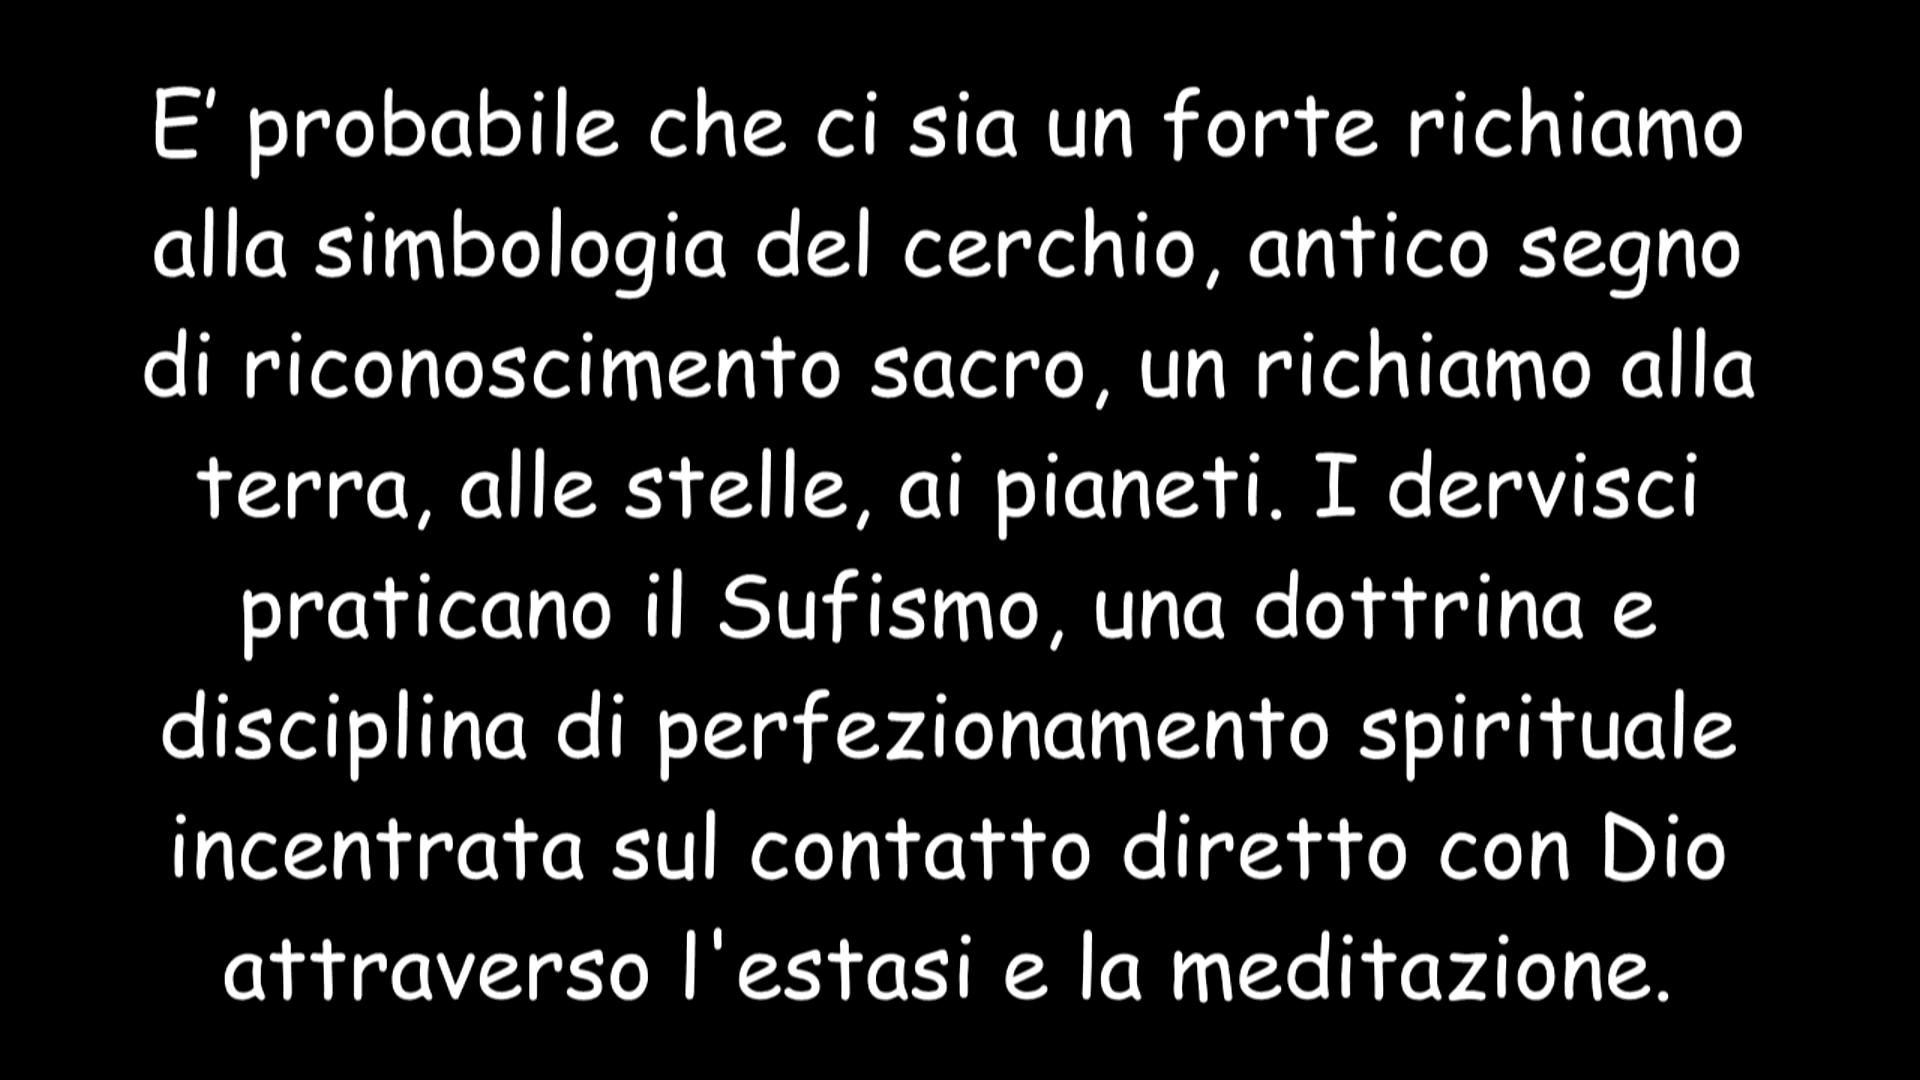 E’ probabile che ci sia un forte richiamo
alla simbologia del cerchio, antico segno
di riconoscimento sacro, un richiamo alla
terra, alle stelle, ai pianeti. I dervisci
praticano il Sufismo, una dottrina e
disciplina di perfezionamento spirituale
incentrata sul contatto diretto con Dio
attraverso l'estasi e la meditazione.